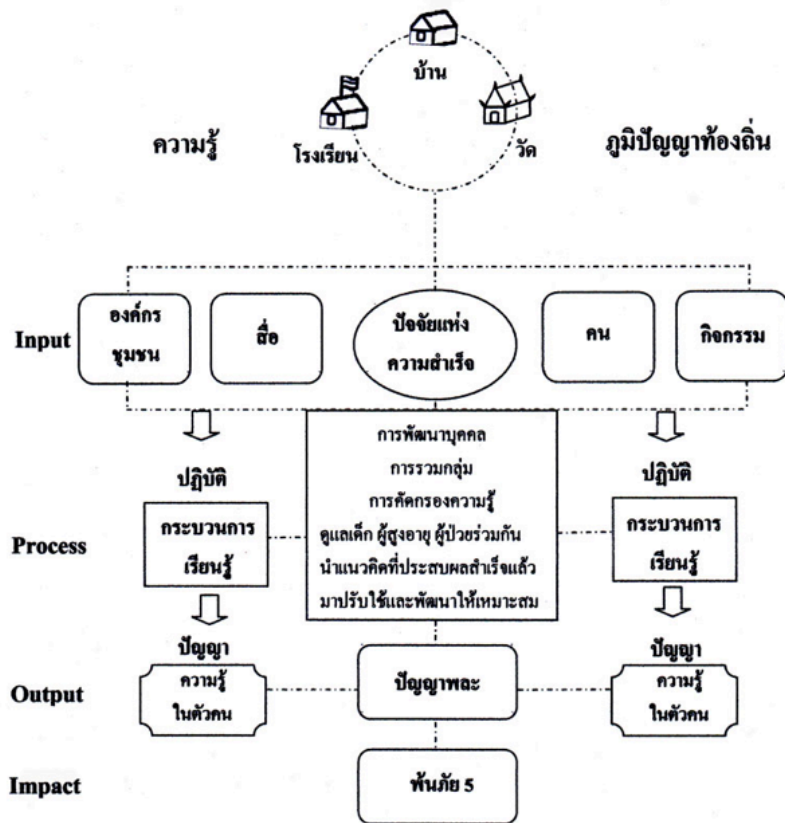 บ้าน
โรงเรียน
วัด
ความรู้
ภูมิปัญญาท้องถิ่น
Input
องค์กร
ชุมชน
สื่อ
ปัจจัยแห่ง
ความสำเร็จ
คน
กิจกรรม
ปฏิบัติ
การพัฒนาบุคคล
การรวมกลุ่ม
การคัดกรองความรู้
ดูแลเด็ก ผู้สูงอายุ ผู้ป่วยร่วมกัน
นำแนวคิดที่ประสบผลสำเร็จแล้ว
มาปรับใช้และพัฒนาให้เหมาะสม
ปฏิบัติ
Process
กระบวนการ
เรียนรู้
กระบวนการ
เรียนรู้
ปัญญา
ปัญญา
Output
ความรู้
ในตัวคน
ปัญญาพละ
ความรู้
ในตัวคน
Impact
พ้นภัย 5